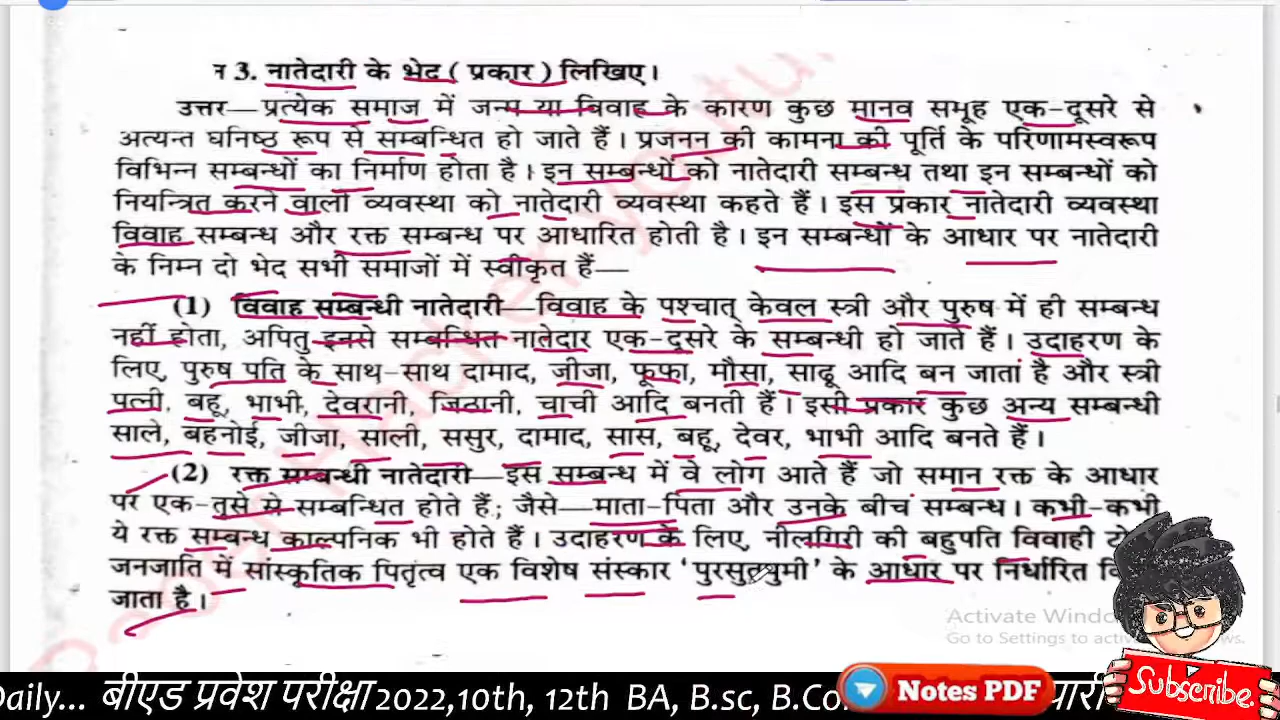 3. नातेदारी के भेद ( प्रकार ) लिखिए।
उत्तर—प्रत्येक समाज में जन्म या विवाह के कारण कुछ मानव समूह एक-दूसरे से
अत्यन्त घनिष्ठ रूप से सम्बन्धित हो जाते हैं। प्रजनन की कामना की पूर्ति के परिणामस्वरूप
विभिन्न सम्बन्धों का निर्माण होता है। इन सम्बन्धों को नातेदारी सम्बन्ध तथा इन सम्बन्धों को
नियन्त्रित करने वाली व्यवस्था को नातेदारी व्यवस्था कहते हैं। इस प्रकार नातेदारी व्यवस्था
विवाह सम्बन्ध और रक्त सम्बन्ध पर आधारित होती है। इन सम्बन्धों के आधार पर नातेदारी
के निम्न दो भेद सभी समाजों में स्वीकृत हैं—
(1) विवाह सम्बन्धी नातेदारी—विवाह के पश्चात् केवल स्त्री और पुरुष में ही सम्बन्ध
नहीं होता, अपितु इनसे सम्बन्धित नातेदार एक-दूसरे के सम्बन्धी हो जाते हैं। उदाहरण के
लिए, पुरुष पति के साथ-साथ दामाद, जीजा, फूफा, मौसा, साढू आदि बन जाता है और स्त्री
पत्नी, बहू, भाभी, देवरानी, जिठानी, चाची आदि बनती हैं। इसी प्रकार कुछ अन्य सम्बन्धी
साले, बहनोई, जीजा, साली, ससुर, दामाद, सास, बहू, देवर, भाभी आदि बनते हैं।
(2) रक्त सम्बन्धी नातेदारी—इस सम्बन्ध में वे लोग आते हैं जो समान रक्त के आधार
पर एक-तूसे से सम्बन्धित होते हैं; जैसे—माता-पिता और उनके बीच सम्बन्ध। कभी-कभी
ये रक्त सम्बन्ध काल्पनिक भी होते हैं। उदाहरण के लिए, नीलगिरी की बहुपति विवाही
जनजाति में सांस्कृतिक पितृत्व एक विशेष संस्कार के आधार पर निर्धारित
जाता है।
Go to Settings to
Daily... बीएड प्रवेश परीक्षा 2022,10th, 12th BA, B.sc, B.Co
Notes PDF
Subscribe